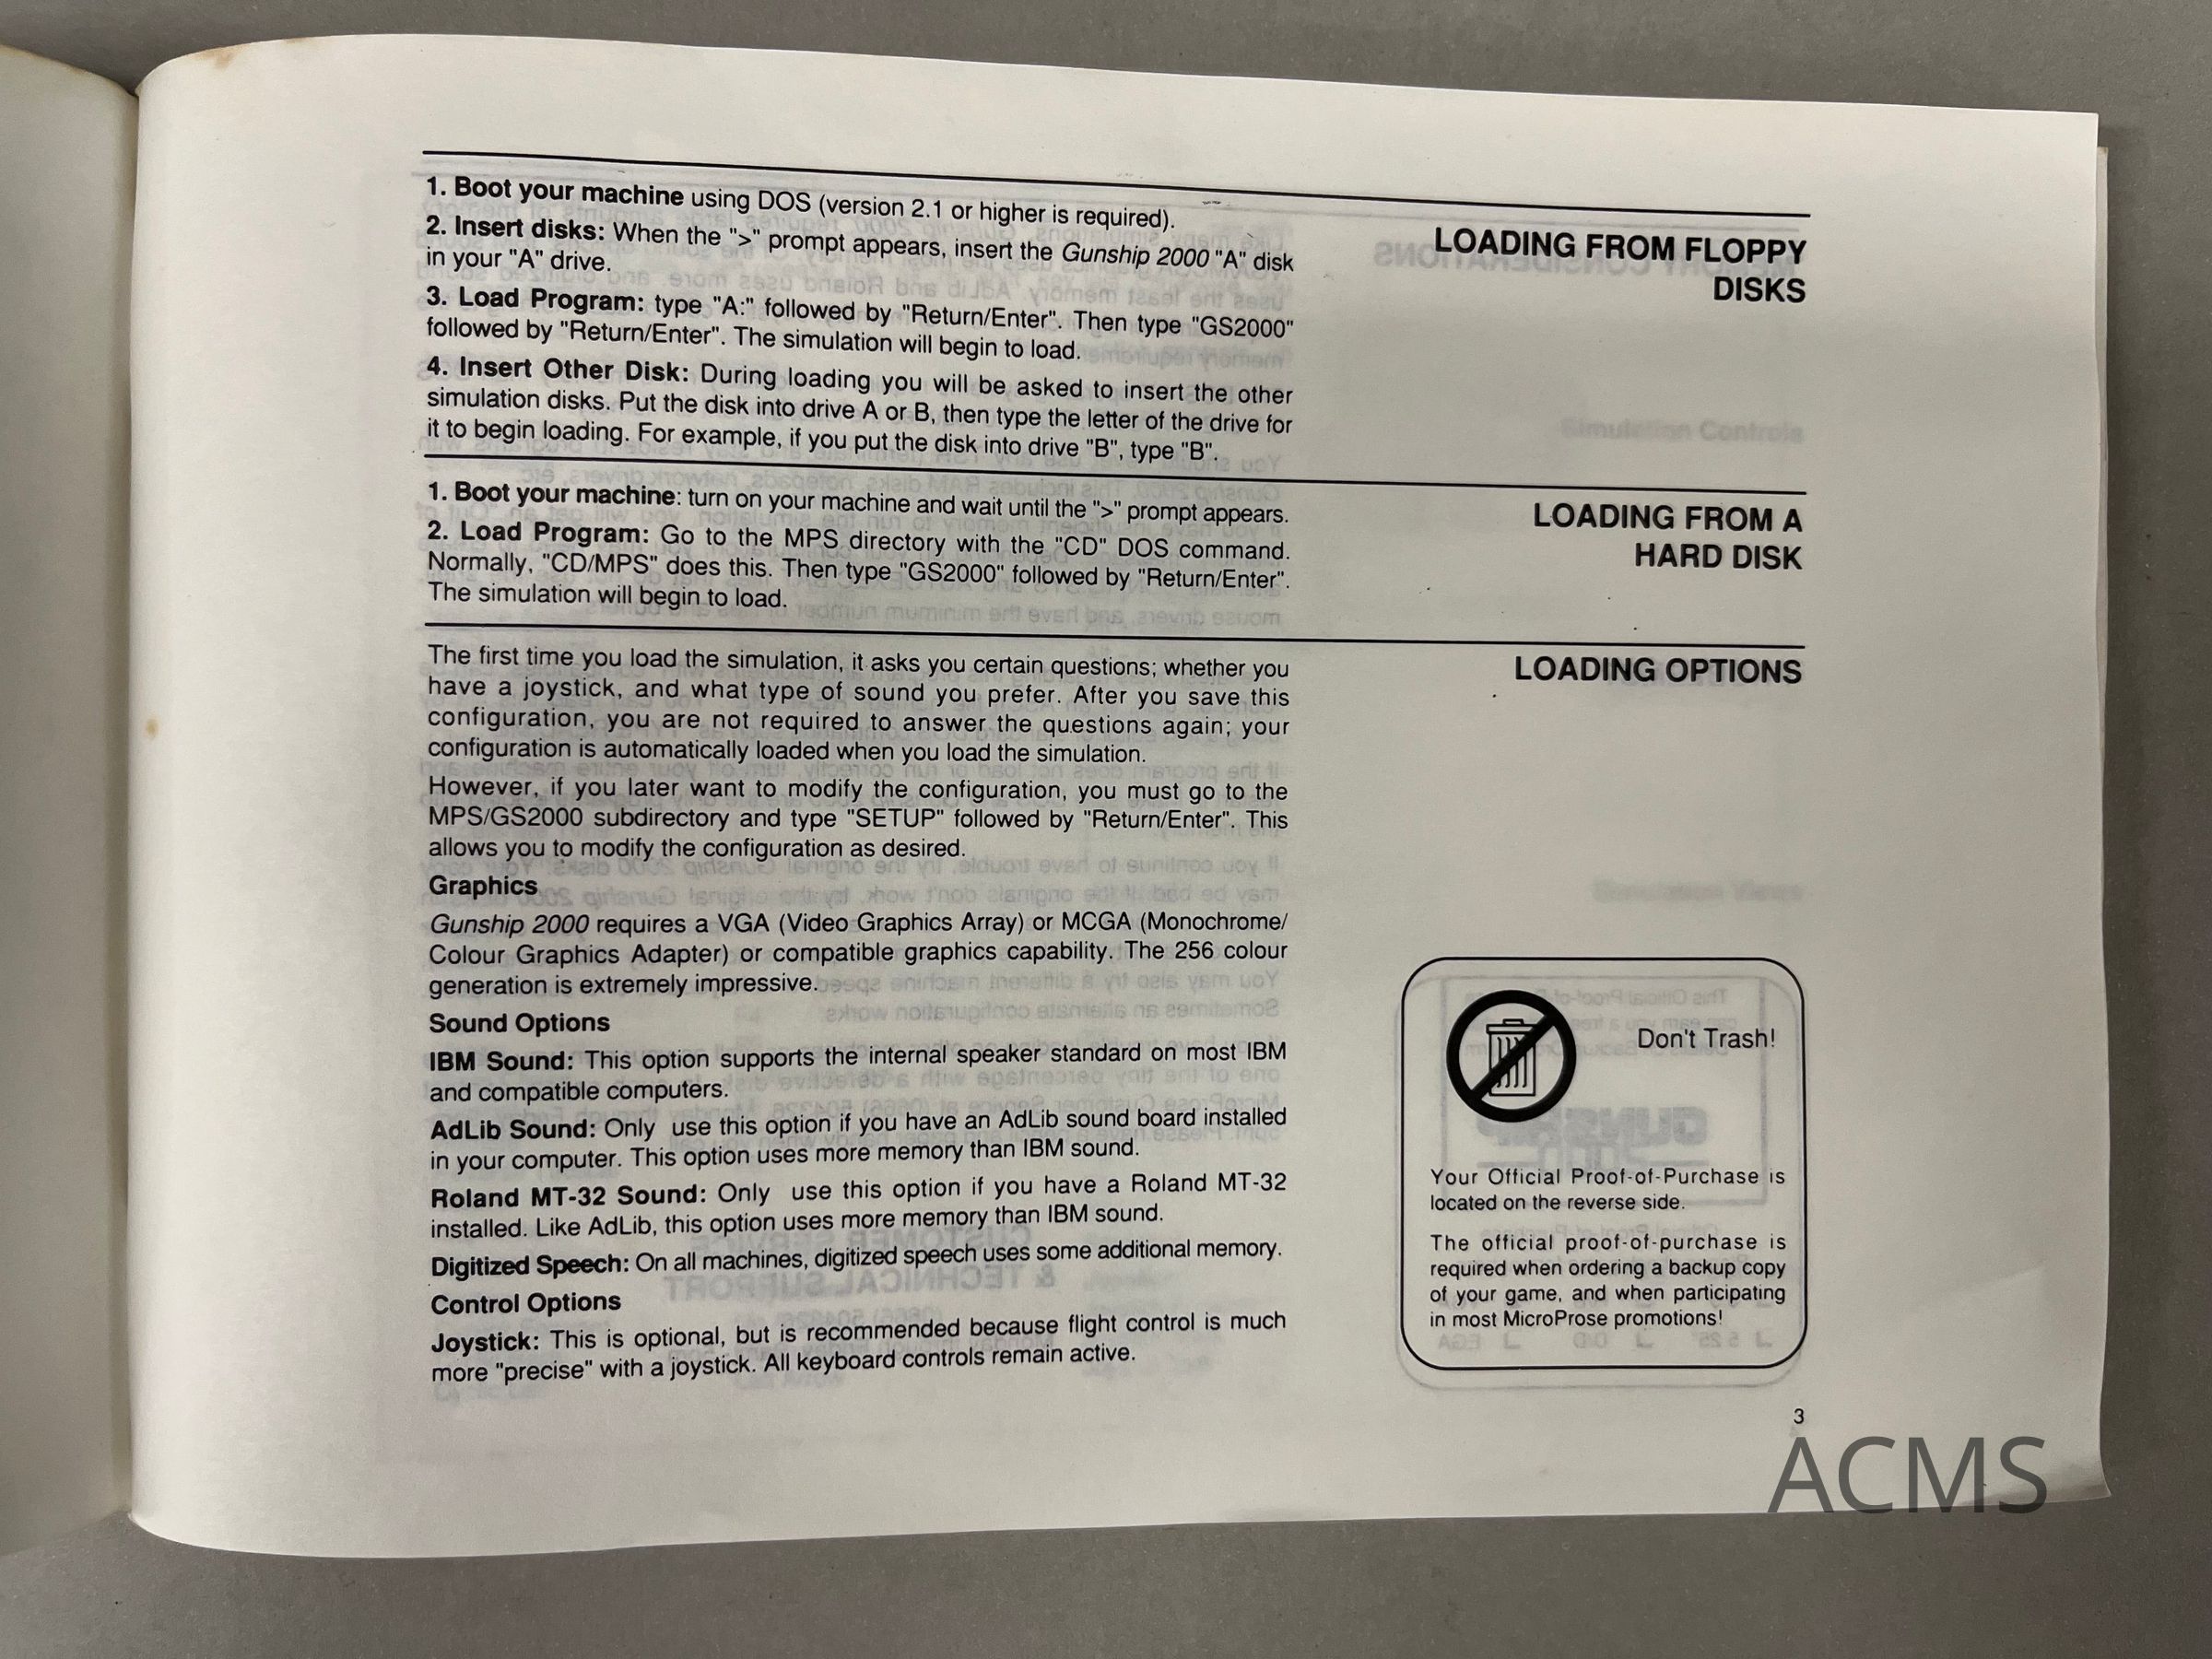 1. Boot your machine using DOS (version 2.1 or higher is required).
2. Insert disks: When the ">" prompt appears, insert the Gunship 2000 "A" disk
in your "A" drive.
3. Load Program: type "A:" followed by "Return/Enter". Then type "GS2000"
followed by "Return/Enter". The simulation will begin to load.
4. Insert Other Disk: During loading you will be asked to insert the other
simulation disks. Put the disk into drive A or B, then type the letter of the drive for
it to begin loading. For example, if you put the disk into drive "B", type "B".
LOADING FROM FLOPPY
DISKS
1. Boot your machine: turn on your machine and wait until the ">" prompt appears.
2. Load Program: Go to the MPS directory with the "CD" DOS command.
Normally, "CD/MPS" does this. Then type "GS2000" followed by "Return/Enter".
The simulation will begin to load.
LOADING FROM A
HARD DISK
The first time you load the simulation, it asks you certain questions; whether you
have a joystick, and what type of sound you prefer. After you save this
configuration, you are not required to answer the questions again; your
configuration is automatically loaded when you load the simulation.
However, if you later want to modify the configuration, you must go to the
MPS/GS2000 subdirectory and type "SETUP" followed by "Return/Enter". This
allows you to modify the configuration as desired.
LOADING OPTIONS
Graphics
Gunship 2000 requires a VGA (Video Graphics Array) or MCGA (Monochrome/
Colour Graphics Adapter) or compatible graphics capability. The 256 colour
generation is extremely impressive.
Sound Options
IBM Sound: This option supports the internal speaker standard on most IBM
and compatible computers.
AdLib Sound: Only use this option if you have an AdLib sound board installed
in your computer. This option uses more memory than IBM sound.
Roland MT-32 Sound: Only use this option if you have a Roland MT-32
installed. Like AdLib, this option uses more memory than IBM sound.
Digitized Speech: On all machines, digitized speech uses some additional memory.
Control Options
Joystick: This is optional, but is recommended because flight control is much
more "precise" with a joystick. All keyboard controls remain active.
Don't Trash!
Your Official Proof-of-Purchase is
located on the reverse side.
The official proof-of-purchase is
required when ordering a backup copy
of your game, and when participating
in most MicroProse promotions!
3
ACMS